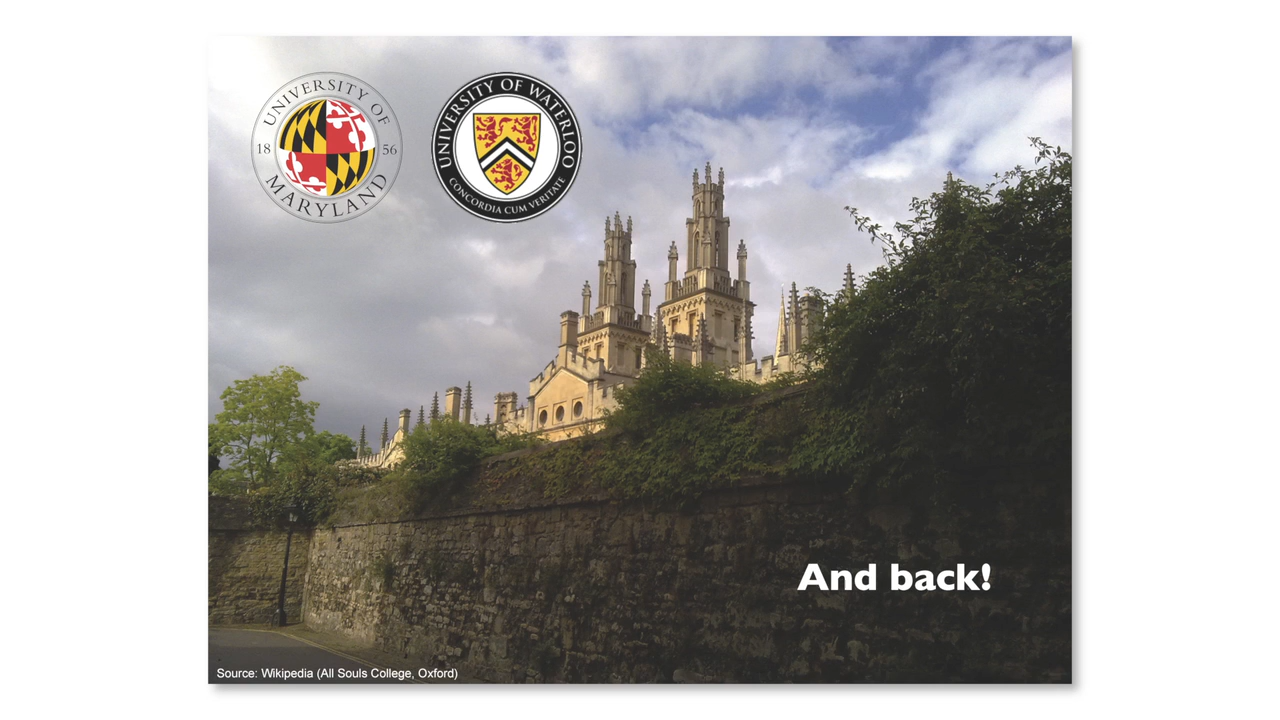 UNIVERSITY OF
18 56
MARYLAND
UNIVERSITY OF WATERLOO
CONCORDIA CUM VERITATE
And back!
Source: Wikipedia (All Souls College, Oxford)